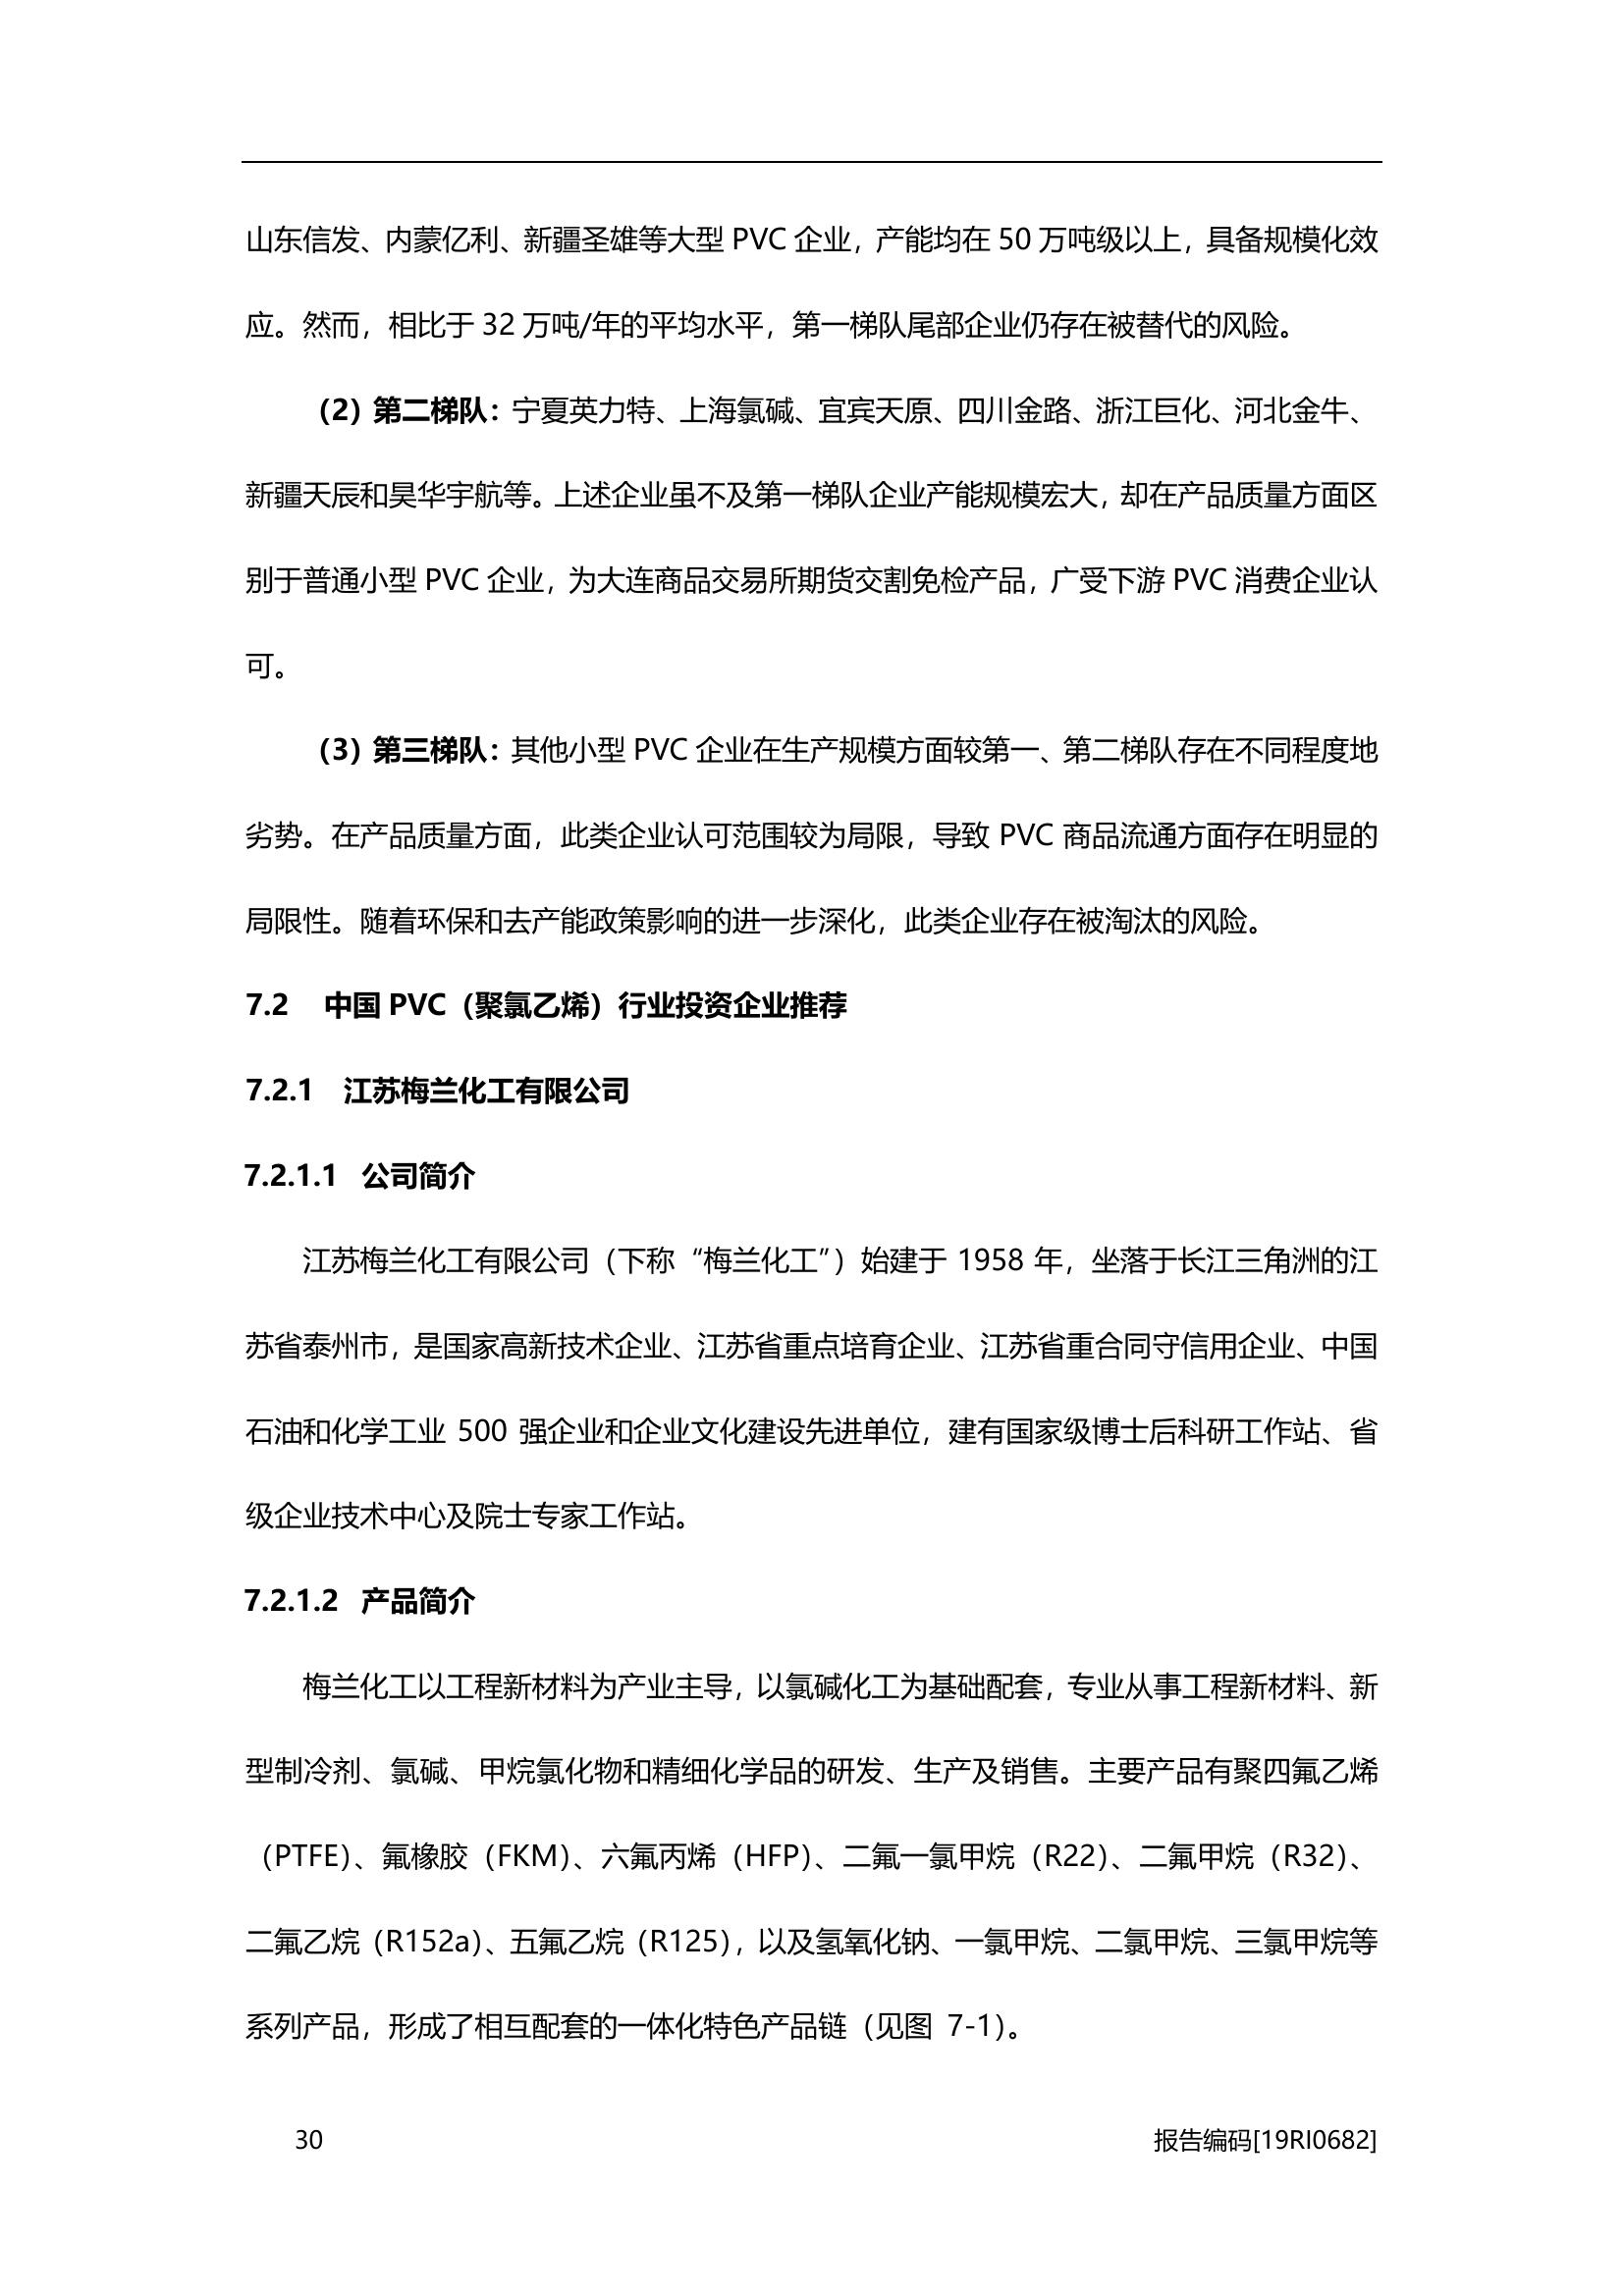 山东信发、内蒙亿利、新疆圣雄等大型 PVC 企业，产能均在 50 万吨级以上，具备规模化效
应。然而，相比于 32 万吨/年的平均水平，第一梯队尾部企业仍存在被替代的风险。
（2）第二梯队：宁夏英力特、上海氯碱、宜宾天原、四川金路、浙江巨化、河北金牛、
新疆天辰和昊华宇航等。上述企业虽不及第一梯队企业产能规模宏大，却在产品质量方面区
别于普通小型 PVC 企业，为大连商品交易所期货交割免检产品，广受下游 PVC 消费企业认
可。
（3）第三梯队：其他小型 PVC 企业在生产规模方面较第一、第二梯队存在不同程度地
劣势。在产品质量方面，此类企业认可范围较为局限，导致 PVC 商品流通方面存在明显的
局限性。随着环保和去产能政策影响的进一步深化，此类企业存在被淘汰的风险。
7.2 中国 PVC（聚氯乙烯）行业投资企业推荐
7.2.1 江苏梅兰化工有限公司
7.2.1.1 公司简介
江苏梅兰化工有限公司（下称“梅兰化工”）始建于 1958 年，坐落于长江三角洲的江
苏省泰州市，是国家高新技术企业、江苏省重点培育企业、江苏省重合同守信用企业、中国
石油和化学工业 500 强企业和企业文化建设先进单位，建有国家级博士后科研工作站、省
级企业技术中心及院士专家工作站。
7.2.1.2 产品简介
梅兰化工以工程新材料为产业主导，以氯碱化工为基础配套，专业从事工程新材料、新
型制冷剂、氯碱、甲烷氯化物和精细化学品的研发、生产及销售。主要产品有聚四氟乙烯
（PTFE）、氟橡胶（FKM）、六氟丙烯（HFP）、二氟一氯甲烷（R22）、二氟甲烷（R32）、
二氟乙烷（R152a）、五氟乙烷（R125），以及氢氧化钠、一氯甲烷、二氯甲烷、三氯甲烷等
系列产品，形成了相互配套的一体化特色产品链（见图 7-1）。
30 报告编码[19RI0682]